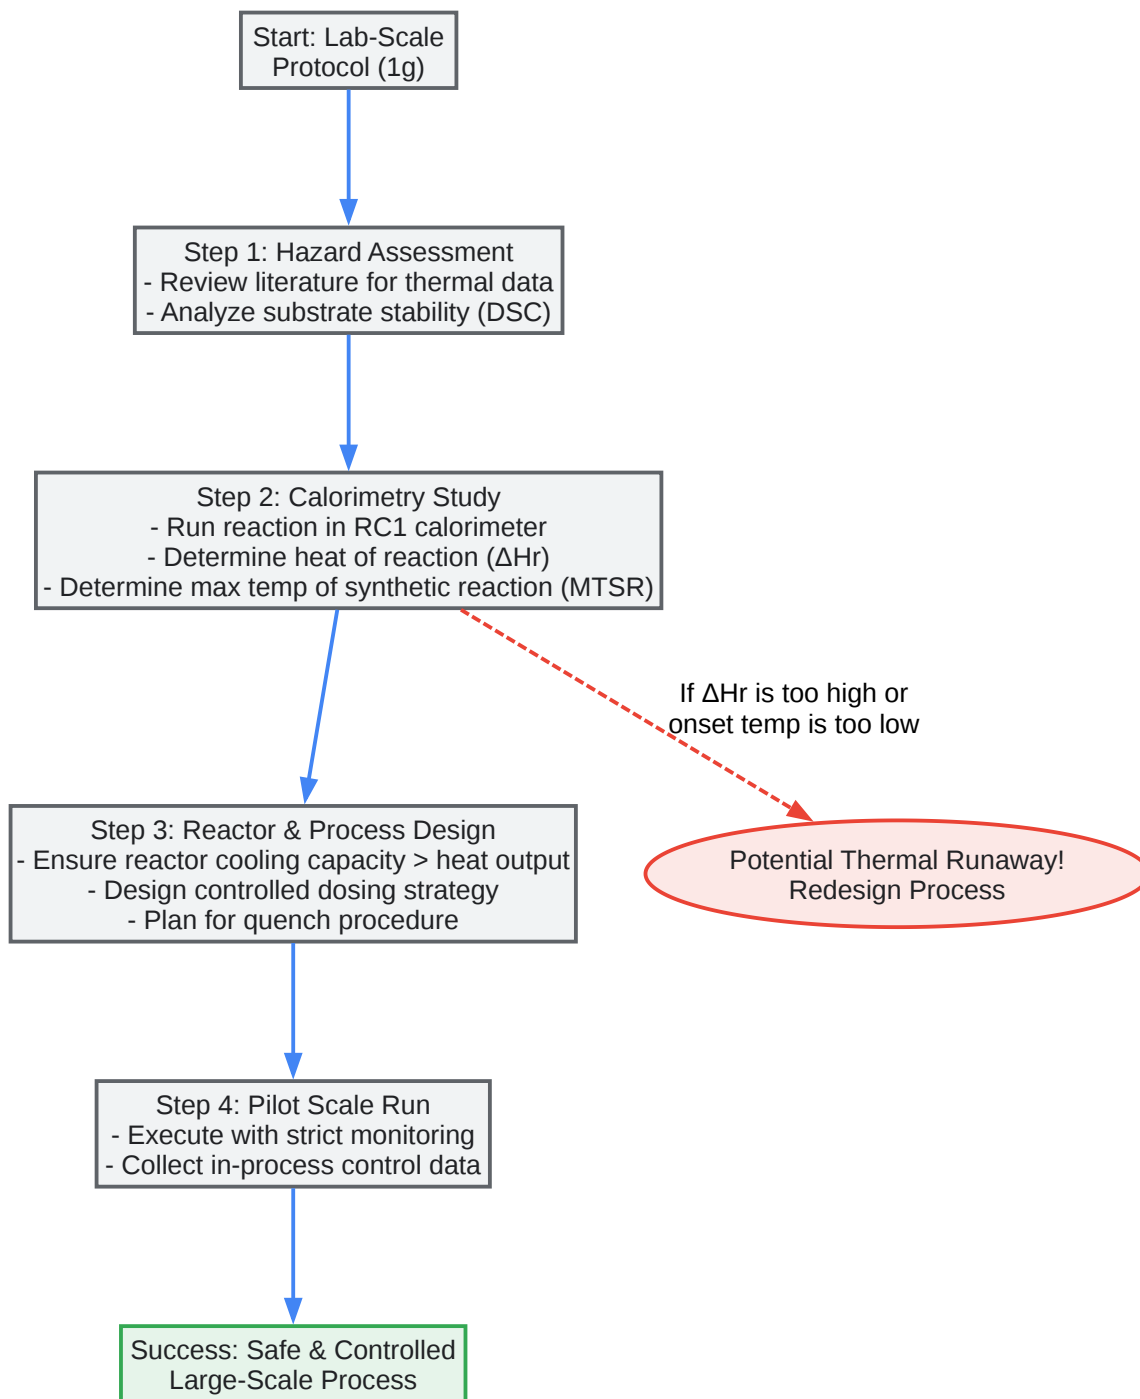 Start: Lab-Scale
Protocol (1g)
Step 1: Hazard Assessment
- Review literature for thermal data
- Analyze substrate stability (DSC)
Step 2: Calorimetry Study
- Run reaction in RC1 calorimeter
- Determine heat of reaction (ΔHr)
- Determine max temp of synthetic reaction (MTSR)
If ΔHr is too high or
onset temp is too low
Step 3: Reactor & Process Design
- Ensure reactor cooling capacity > heat output
- Design controlled dosing strategy
- Plan for quench procedure
Potential Thermal Runaway!
Redesign Process
Step 4: Pilot Scale Run
- Execute with strict monitoring
- Collect in-process control data
Success: Safe & Controlled
Large-Scale Process